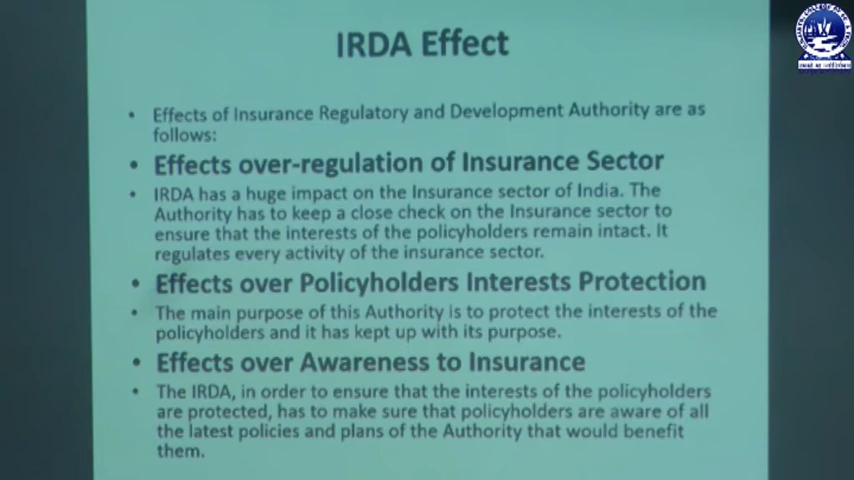 IRDA Effect
• Effects of Insurance Regulatory and Development Authority are as
follows:
• Effects over-regulation of Insurance Sector
• IRDA has a huge impact on the Insurance sector of India. The
Authority has to keep a close check on the Insurance sector to
ensure that the interests of the policyholders remain intact. It
regulates every activity of the insurance sector.
• Effects over Policyholders Interests Protection
• The main purpose of this Authority is to protect the interests of the
policyholders and it has kept up with its purpose.
• Effects over Awareness to Insurance
• The IRDA, in order to ensure that the interests of the policyholders
are protected, has to make sure that policyholders are aware of all
the latest policies and plans of the Authority that would benefit
them.